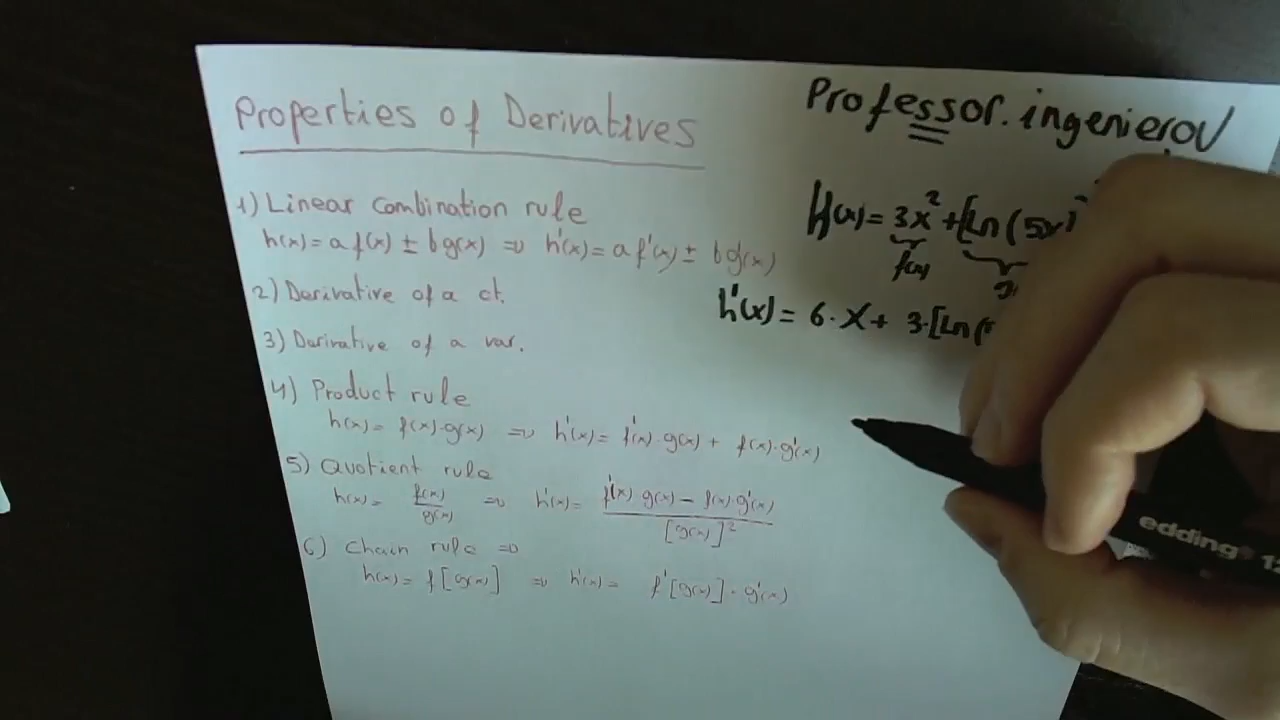 Properties of Derivatives
Professor.ingenieroV
1) Linear combination rule
h(x) = a f(x) ± b g(x) ⇒ h'(x) = a f'(x) ± b g'(x)
2) Derivative of a ct.
3) Derivative of a var.
4) Product rule
h(x) = f(x)·g(x) ⇒ h'(x) = f'(x)·g(x) + f(x)·g'(x)
5) Quotient rule
h(x) = f(x)/g(x) ⇒ h'(x) = f'(x) g(x) − f(x)·g'(x) / [g(x)]²
6) Chain rule ⇒
h(x) = f[g(x)] ⇒ h'(x) = f'[g(x)] · g'(x)
H(x) = 3x² + [Ln(5x)
f(x)
h'(x) = 6·x + 3·[Ln(
edding 12